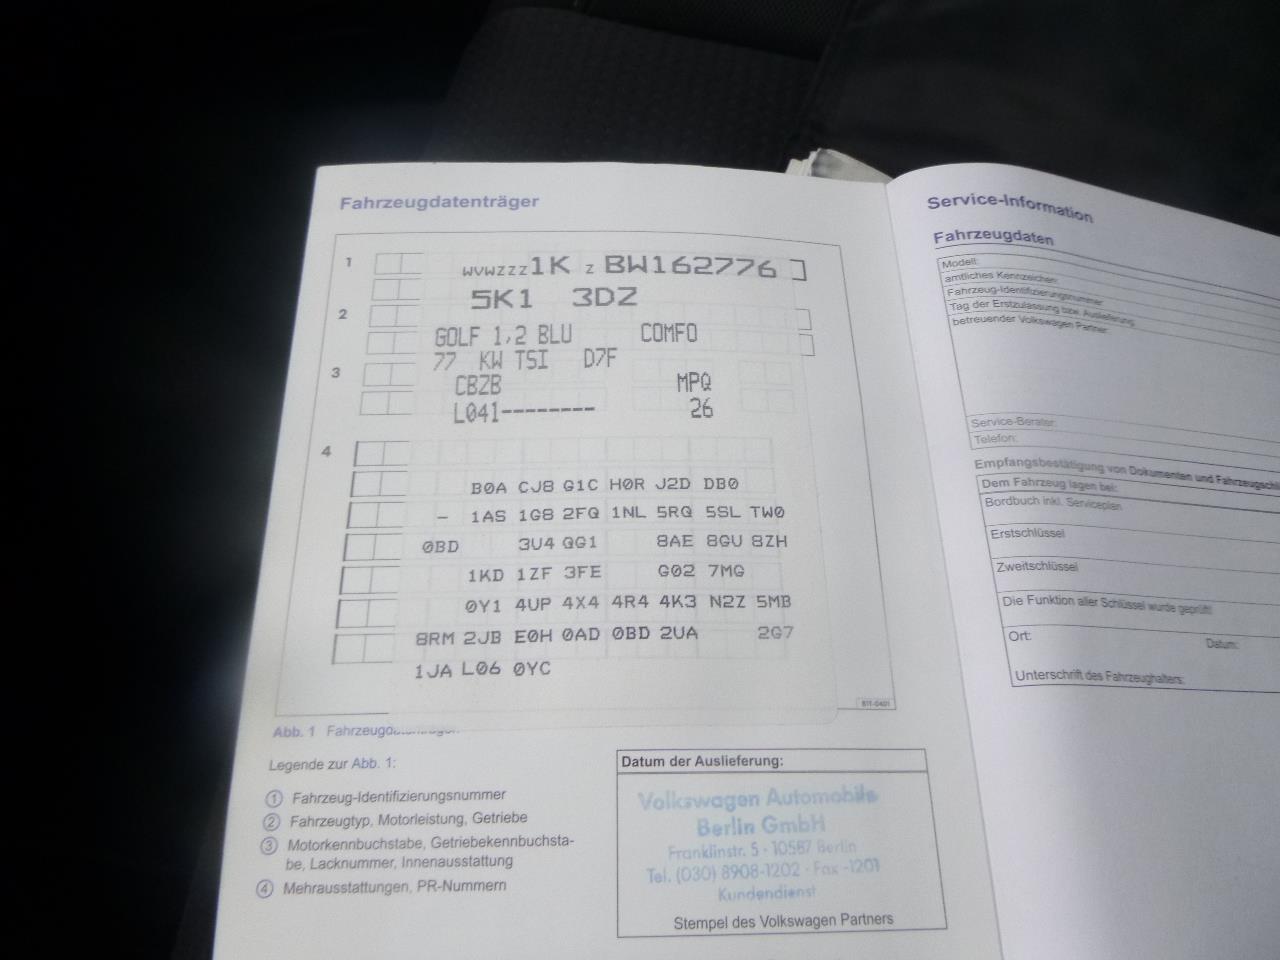 Fahrzeugdatenträger
1
WVWZZZ1K Z BW162776
5K1 3DZ
2
GOLF 1,2 BLU COMFO
77 KW TSI D7F
3
CBZB MPQ
L041-------- 26
4
B0A CJ8 G1C H0R J2D DB0
- 1AS 1G8 2FQ 1NL 5RQ 5SL TW0
0BD 3U4 QG1 8AE 8GU 8ZH
1KD 1ZF 3FE G02 7MG
0Y1 4UP 4X4 4R4 4K3 N2Z 5MB
8RM 2JB E0H 0AD 0BD 2UA 2G7
1JA L06 0YC
B1T-0401
Abb. 1
Legende zur Abb. 1:
1 Fahrzeug-Identifizierungsnummer
2 Fahrzeugtyp, Motorleistung, Getriebe
3 Motorkennbuchstabe, Getriebekennbuchsta-
be, Lacknummer, Innenausstattung
4 Mehrausstattungen, PR-Nummern
Datum der Auslieferung:
Volkswagen Automobile
Berlin GmbH
Franklinstr. 5 · 10587 Berlin
Tel. (030) 8908-1202 · Fax -1201
Kundendienst
Stempel des Volkswagen Partners
Service-Information
Fahrzeugdaten
Modell:
amtliches Kennzeichen:
Fahrzeug-Identifizierungsnummer
Tag der Erstzulassung bzw. Auslieferung
betreuender Volkswagen Partner:
Service-Berater:
Telefon:
Empfangsbestätigung von Dokumenten und
Dem Fahrzeug lagen bei:
Bordbuch inkl. Serviceplan
Erstschlüssel
Zweitschlüssel
Die Funktion aller Schlüssel wurde geprüft!
Ort: Datum:
Unterschrift des Fahrzeughalters: